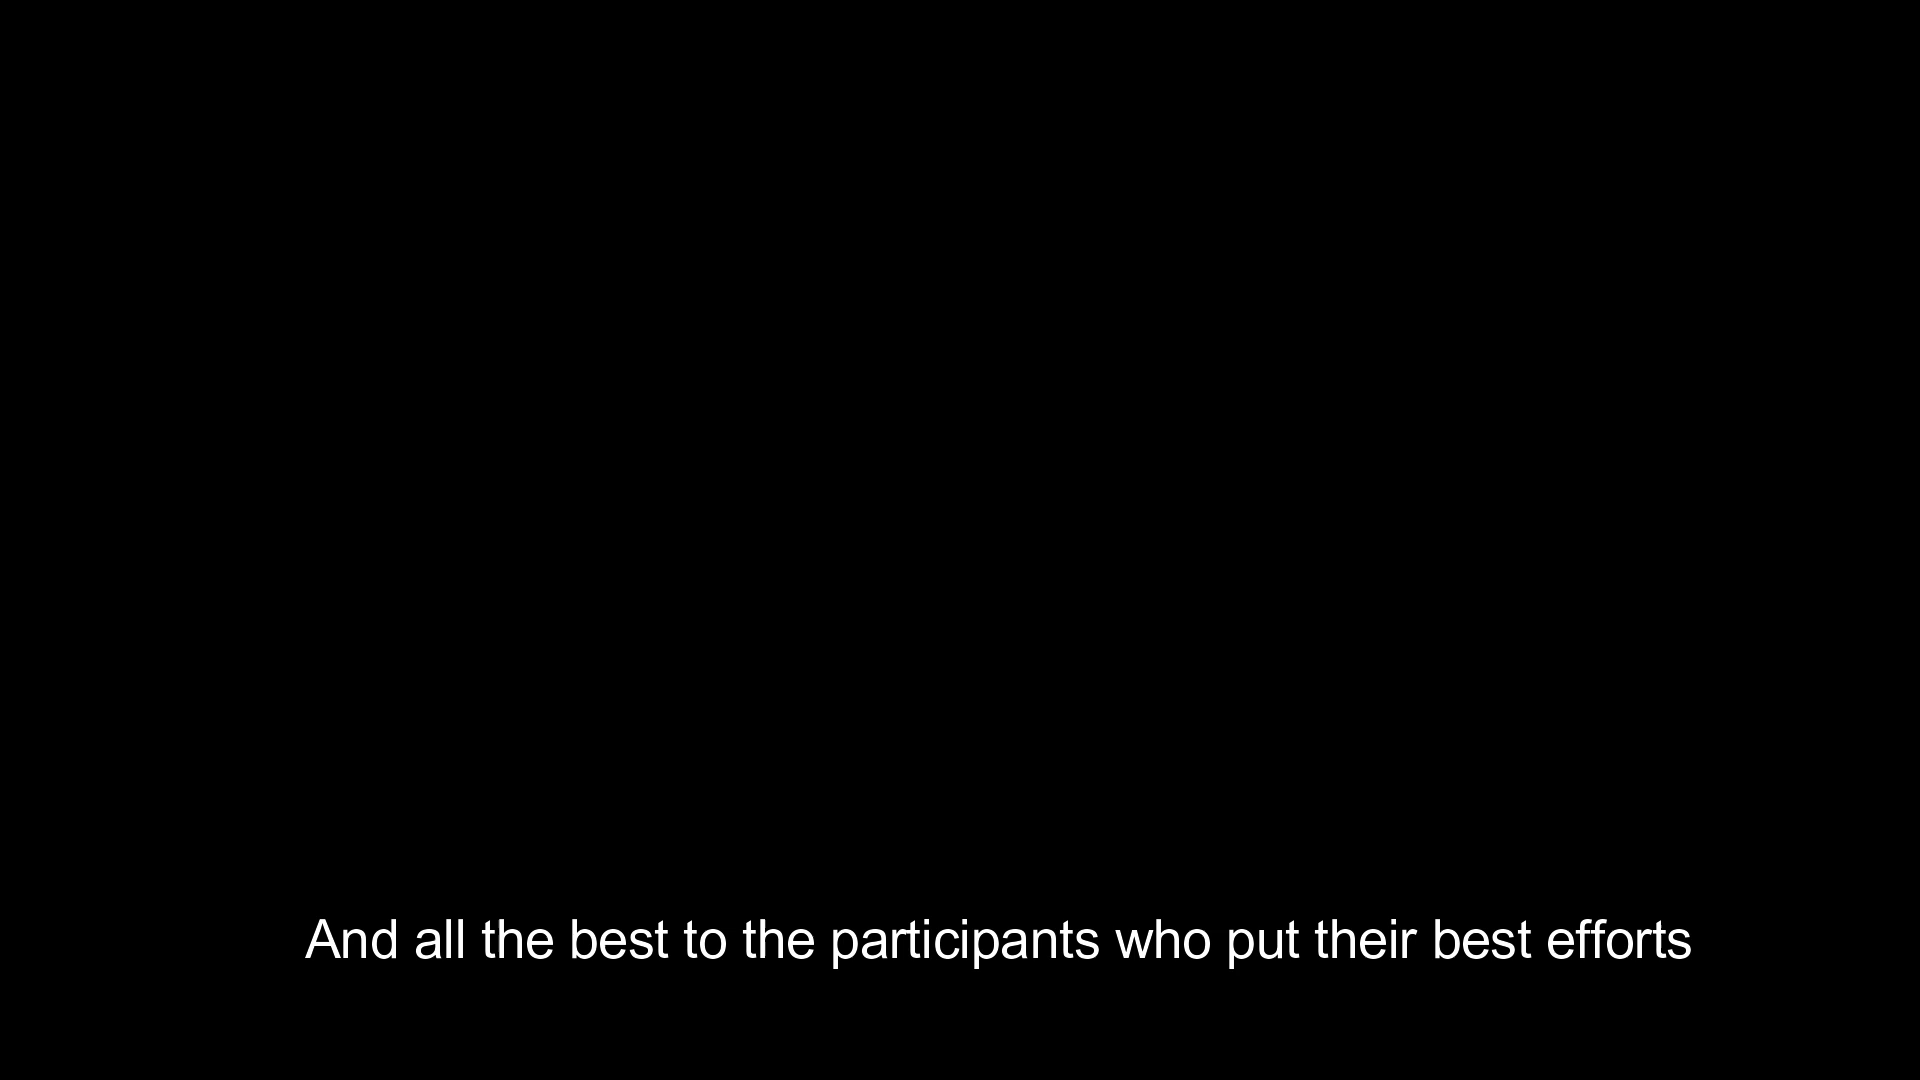 And all the best to the participants who put their best efforts